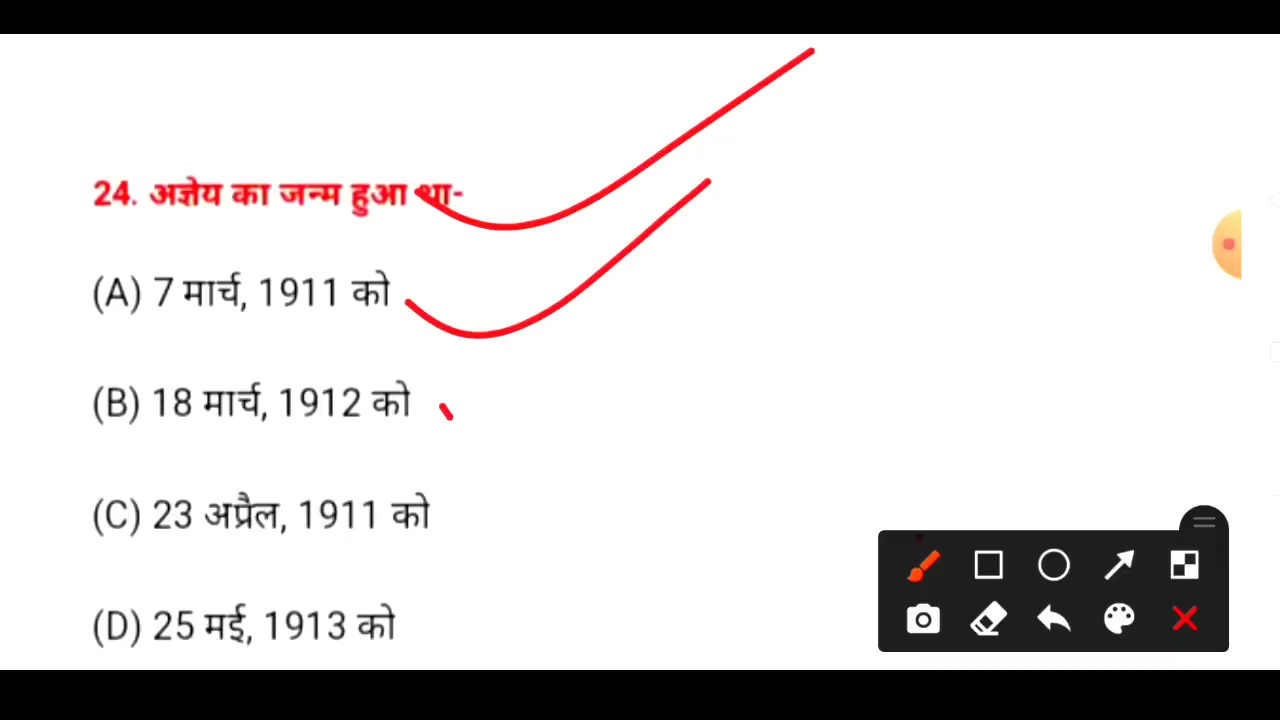 24. अज्ञेय का जन्म हुआ था-
(A) 7 मार्च, 1911 को
(B) 18 मार्च, 1912 को
(C) 23 अप्रैल, 1911 को
(D) 25 मई, 1913 को